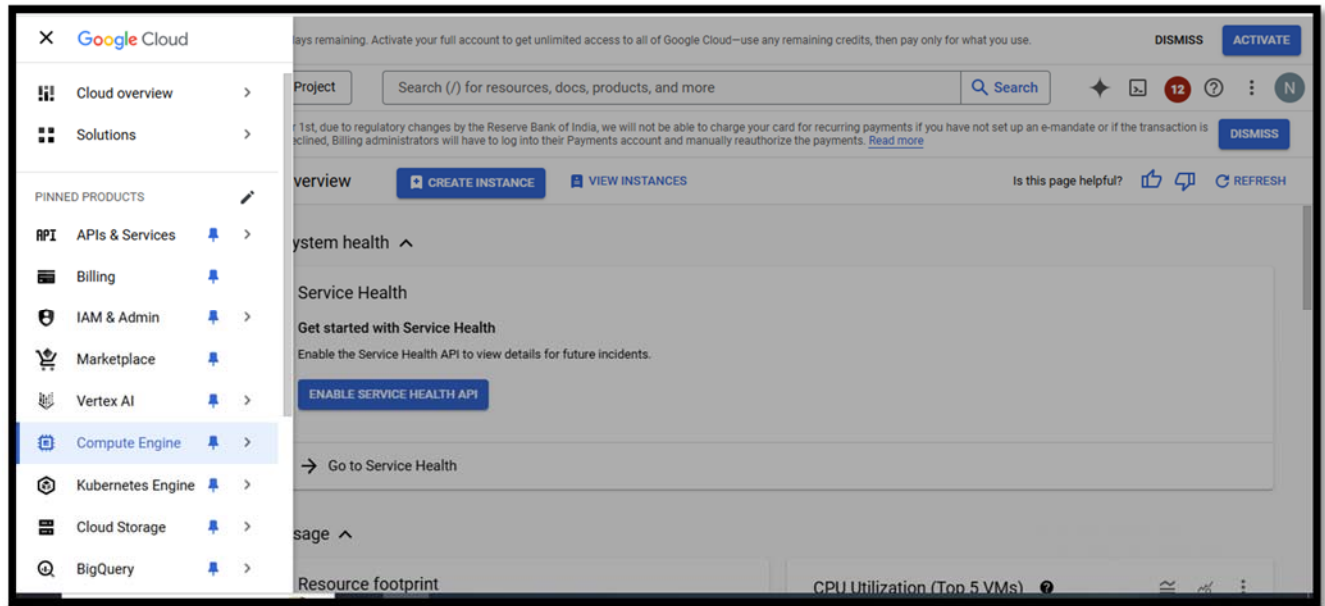 Google Cloud
ays remaining. Activate your full account to get unlimited access to all of Google Cloud—use any remaining credits, then pay only for what you use.
DISMISS
ACTIVATE
Cloud overview
Solutions
PINNED PRODUCTS
API APIs & Services
Billing
IAM & Admin
Marketplace
Vertex AI
Compute Engine
Kubernetes Engine
Cloud Storage
BigQuery
Project
Search (/) for resources, docs, products, and more
Search
12
N
1st, due to regulatory changes by the Reserve Bank of India, we will not be able to charge your card for recurring payments if you have not set up an e-mandate or if the transaction is
eclined, Billing administrators will have to log into their Payments account and manually reauthorize the payments. Read more
DISMISS
verview
CREATE INSTANCE
VIEW INSTANCES
Is this page helpful?
REFRESH
ystem health
Service Health
Get started with Service Health
Enable the Service Health API to view details for future incidents.
ENABLE SERVICE HEALTH API
Go to Service Health
sage
Resource footprint
CPU Utilization (Top 5 VMs)